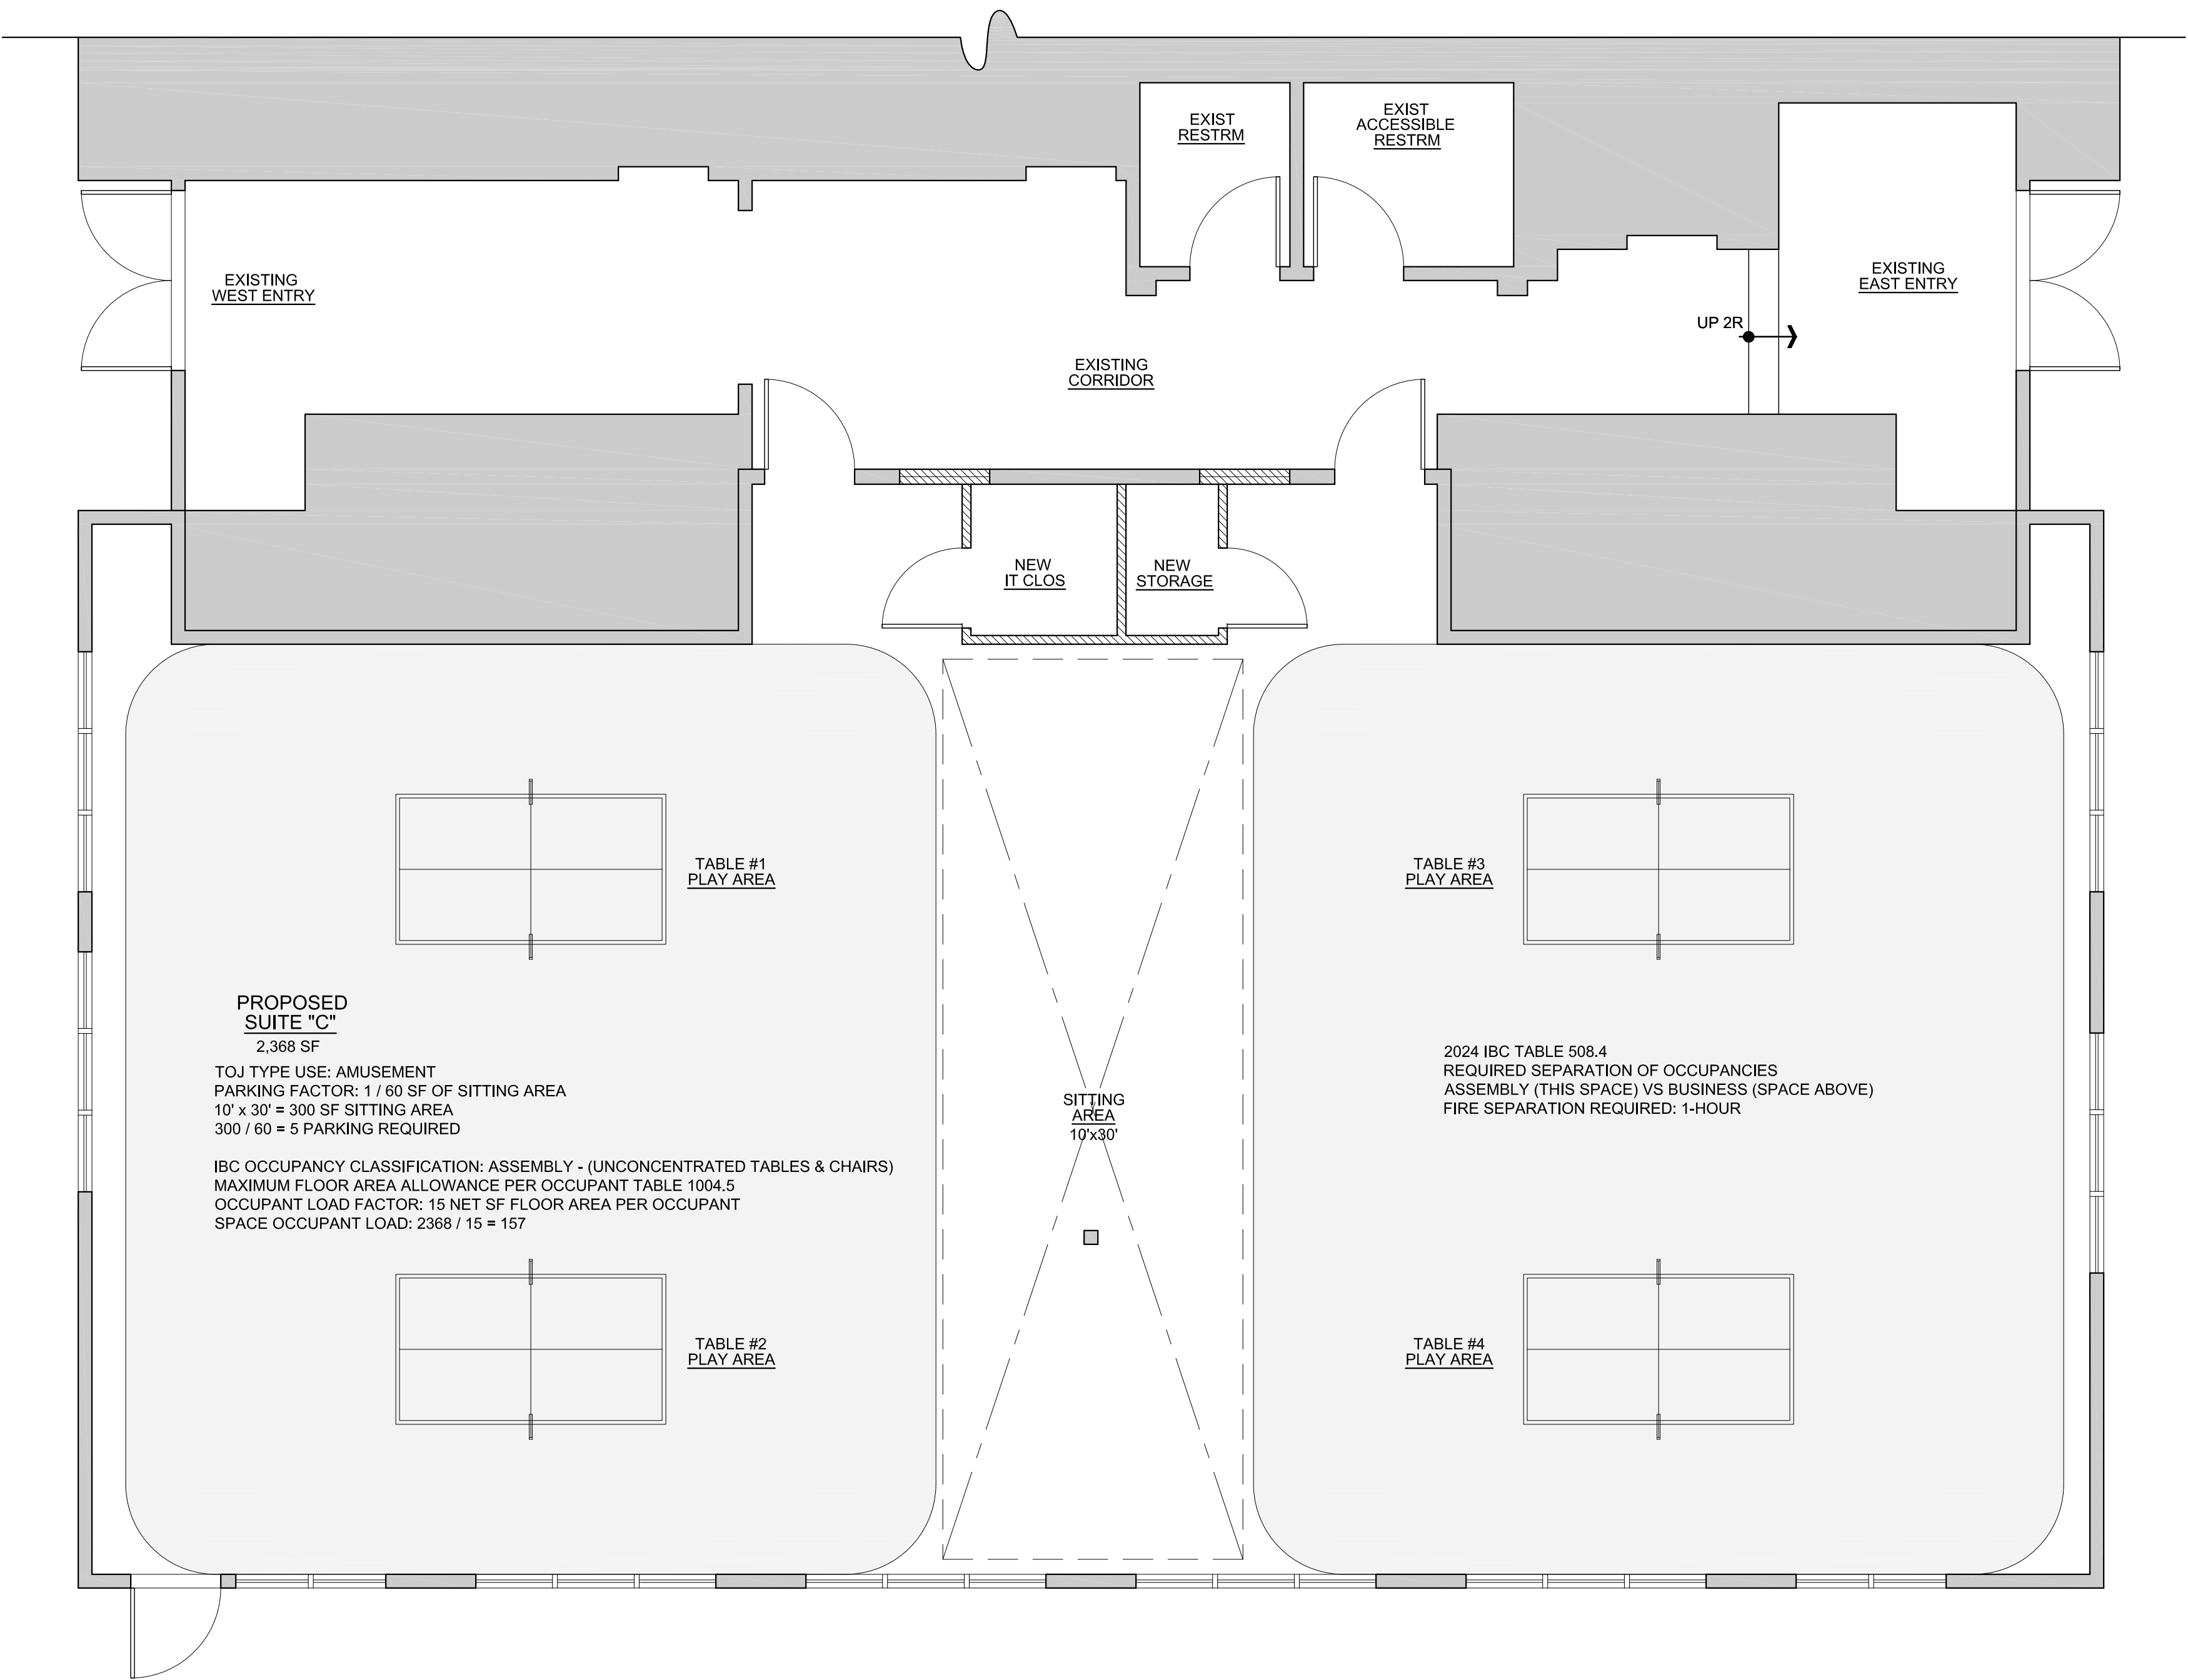 EXIST
RESTRM
EXIST
ACCESSIBLE
RESTRM
EXISTING
WEST ENTRY
EXISTING
EAST ENTRY
UP 2R
EXISTING
CORRIDOR
NEW
IT CLOS
NEW
STORAGE
TABLE #1
PLAY AREA
TABLE #3
PLAY AREA
PROPOSED
SUITE "C"
2,368 SF
TOJ TYPE USE: AMUSEMENT
PARKING FACTOR: 1 / 60 SF OF SITTING AREA
10' x 30' = 300 SF SITTING AREA
300 / 60 = 5 PARKING REQUIRED
IBC OCCUPANCY CLASSIFICATION: ASSEMBLY - (UNCONCENTRATED TABLES & CHAIRS)
MAXIMUM FLOOR AREA ALLOWANCE PER OCCUPANT TABLE 1004.5
OCCUPANT LOAD FACTOR: 15 NET SF FLOOR AREA PER OCCUPANT
SPACE OCCUPANT LOAD: 2368 / 15 = 157
SITTING
AREA
10'x30'
2024 IBC TABLE 508.4
REQUIRED SEPARATION OF OCCUPANCIES
ASSEMBLY (THIS SPACE) VS BUSINESS (SPACE ABOVE)
FIRE SEPARATION REQUIRED: 1-HOUR
TABLE #2
PLAY AREA
TABLE #4
PLAY AREA